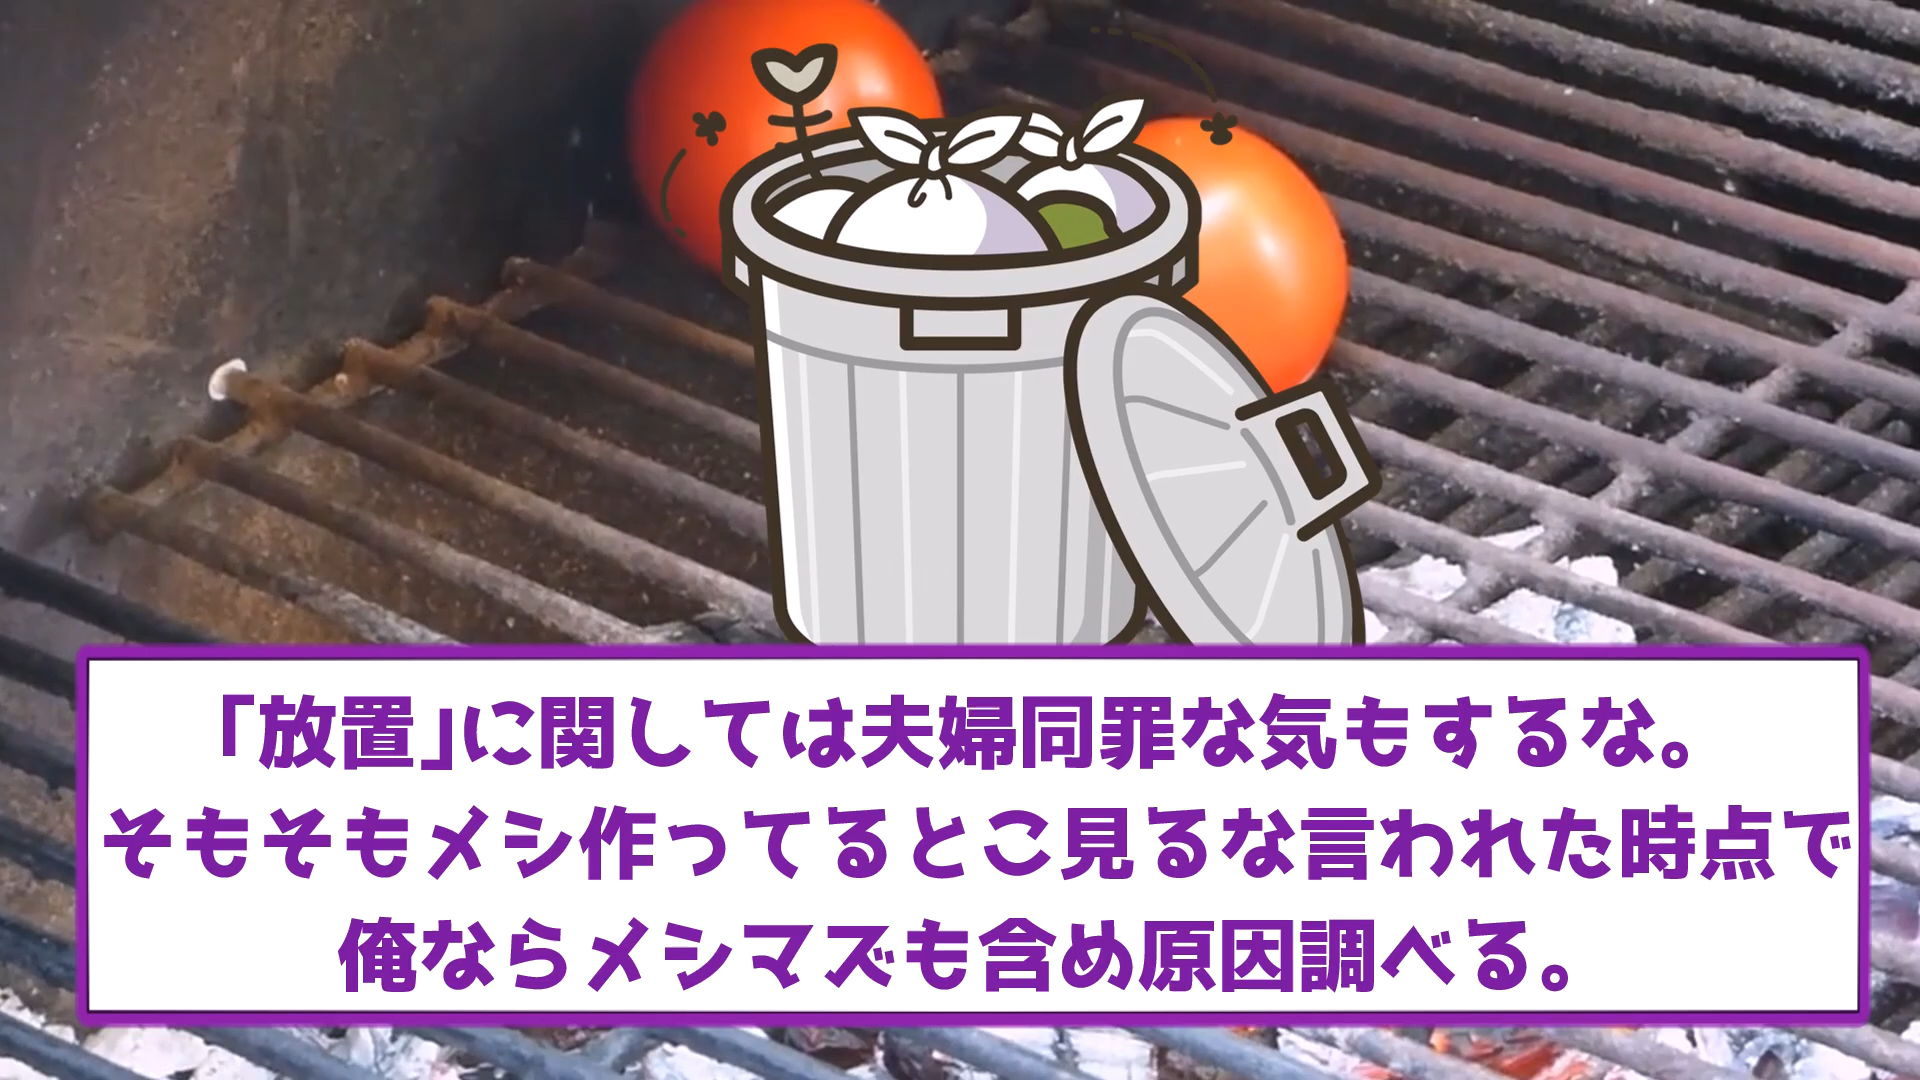 「放置」に関しては夫婦同罪な気もするな。
そもそもメシ作ってるとこ見るな言われた時点で
俺ならメシマズも含め原因調べる。